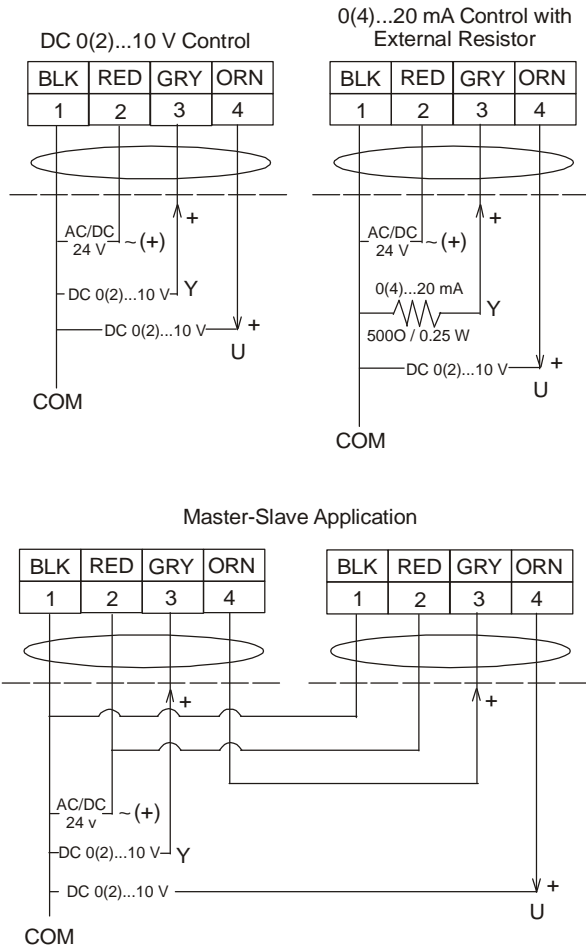 DC 0(2)...10 V Control
BLK RED GRY ORN
1 2 3 4
+
AC/DC
24 V ~ (+)
DC 0(2)...10 V Y
DC 0(2)...10 V +
U
COM
0(4)...20 mA Control with
External Resistor
BLK RED GRY ORN
1 2 3 4
+
AC/DC
24 V ~ (+)
0(4)...20 mA
Y
500O / 0.25 W
DC 0(2)...10 V +
U
COM
Master-Slave Application
BLK RED GRY ORN
1 2 3 4
BLK RED GRY ORN
1 2 3 4
+
+
AC/DC
24 v ~ (+)
DC 0(2)...10 V Y
DC 0(2)...10 V +
U
COM